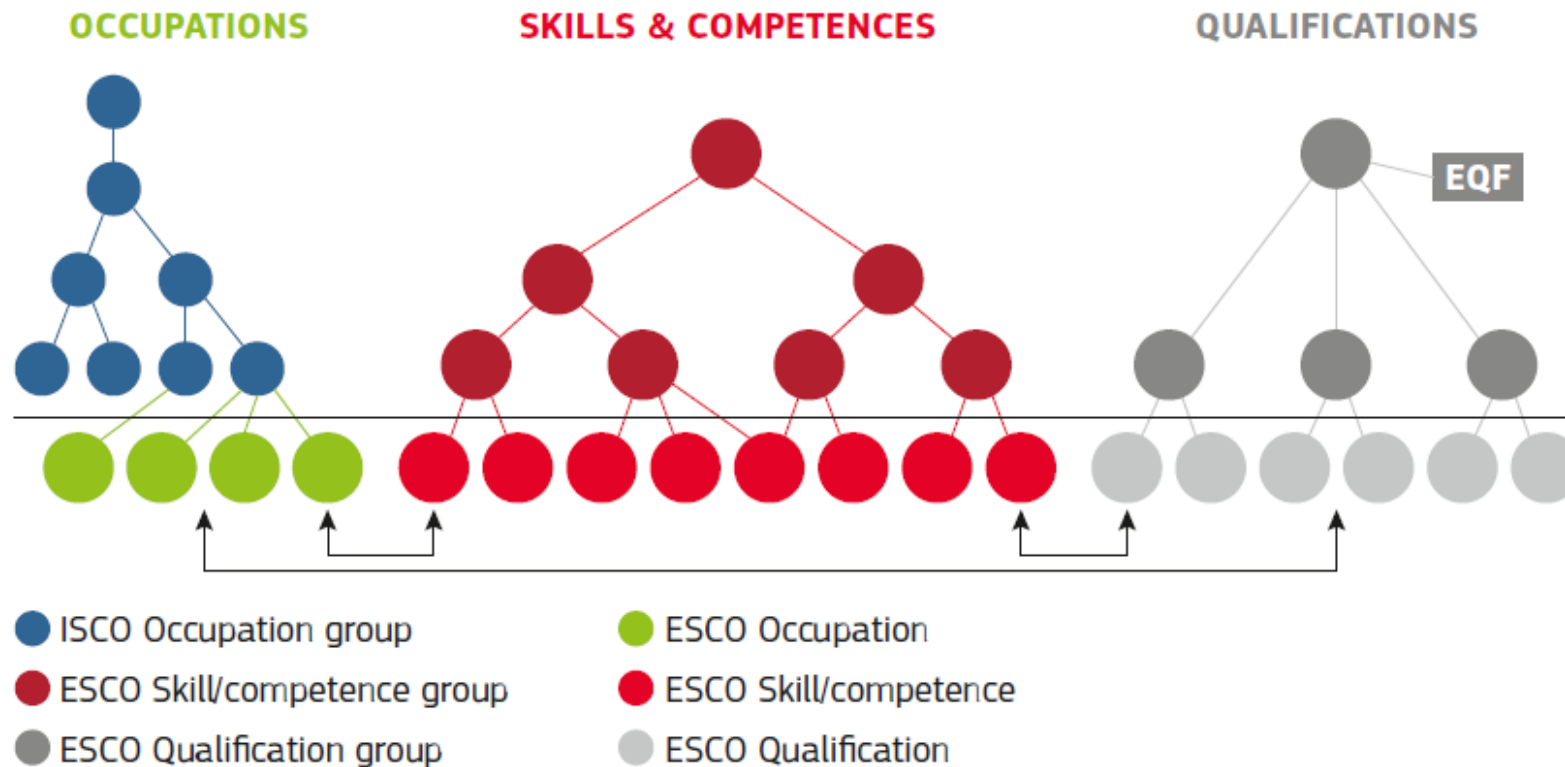 OCCUPATIONS
SKILLS & COMPETENCES
QUALIFICATIONS
EQF
ISCO Occupation group
ESCO Occupation
ESCO Skill/competence group
ESCO Skill/competence
ESCO Qualification group
ESCO Qualification